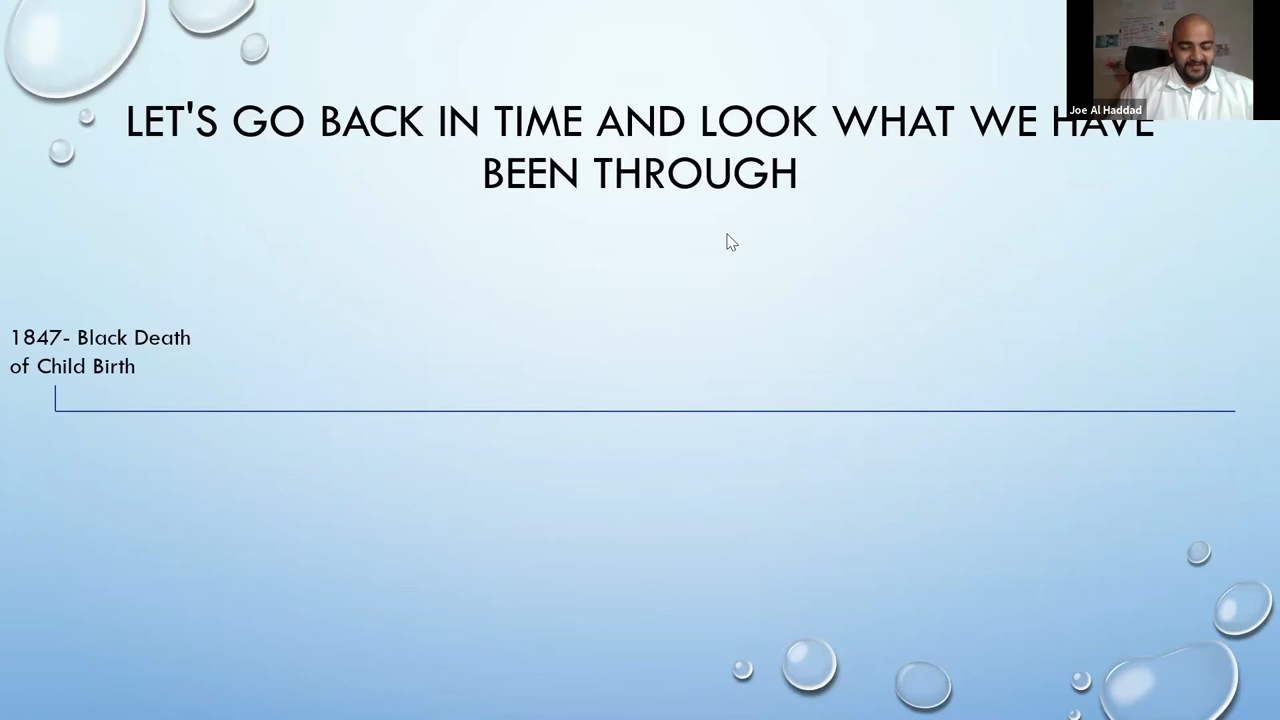 LET'S GO BACK IN TIME AND LOOK WHAT WE HAVE
BEEN THROUGH
Joe Al Haddad
1847- Black Death
of Child Birth